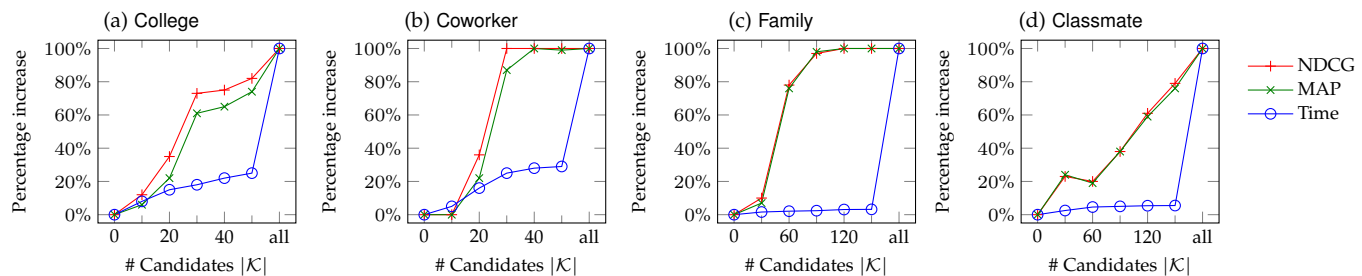 (a) College
Percentage increase
100%
80%
60%
40%
20%
0%
0 20 40 all
# Candidates |𝒦|
(b) Coworker
Percentage increase
100%
80%
60%
40%
20%
0%
0 20 40 all
# Candidates |𝒦|
(c) Family
Percentage increase
100%
80%
60%
40%
20%
0%
0 60 120 all
# Candidates |𝒦|
(d) Classmate
Percentage increase
100%
80%
60%
40%
20%
0%
0 60 120 all
# Candidates |𝒦|
NDCG
MAP
Time